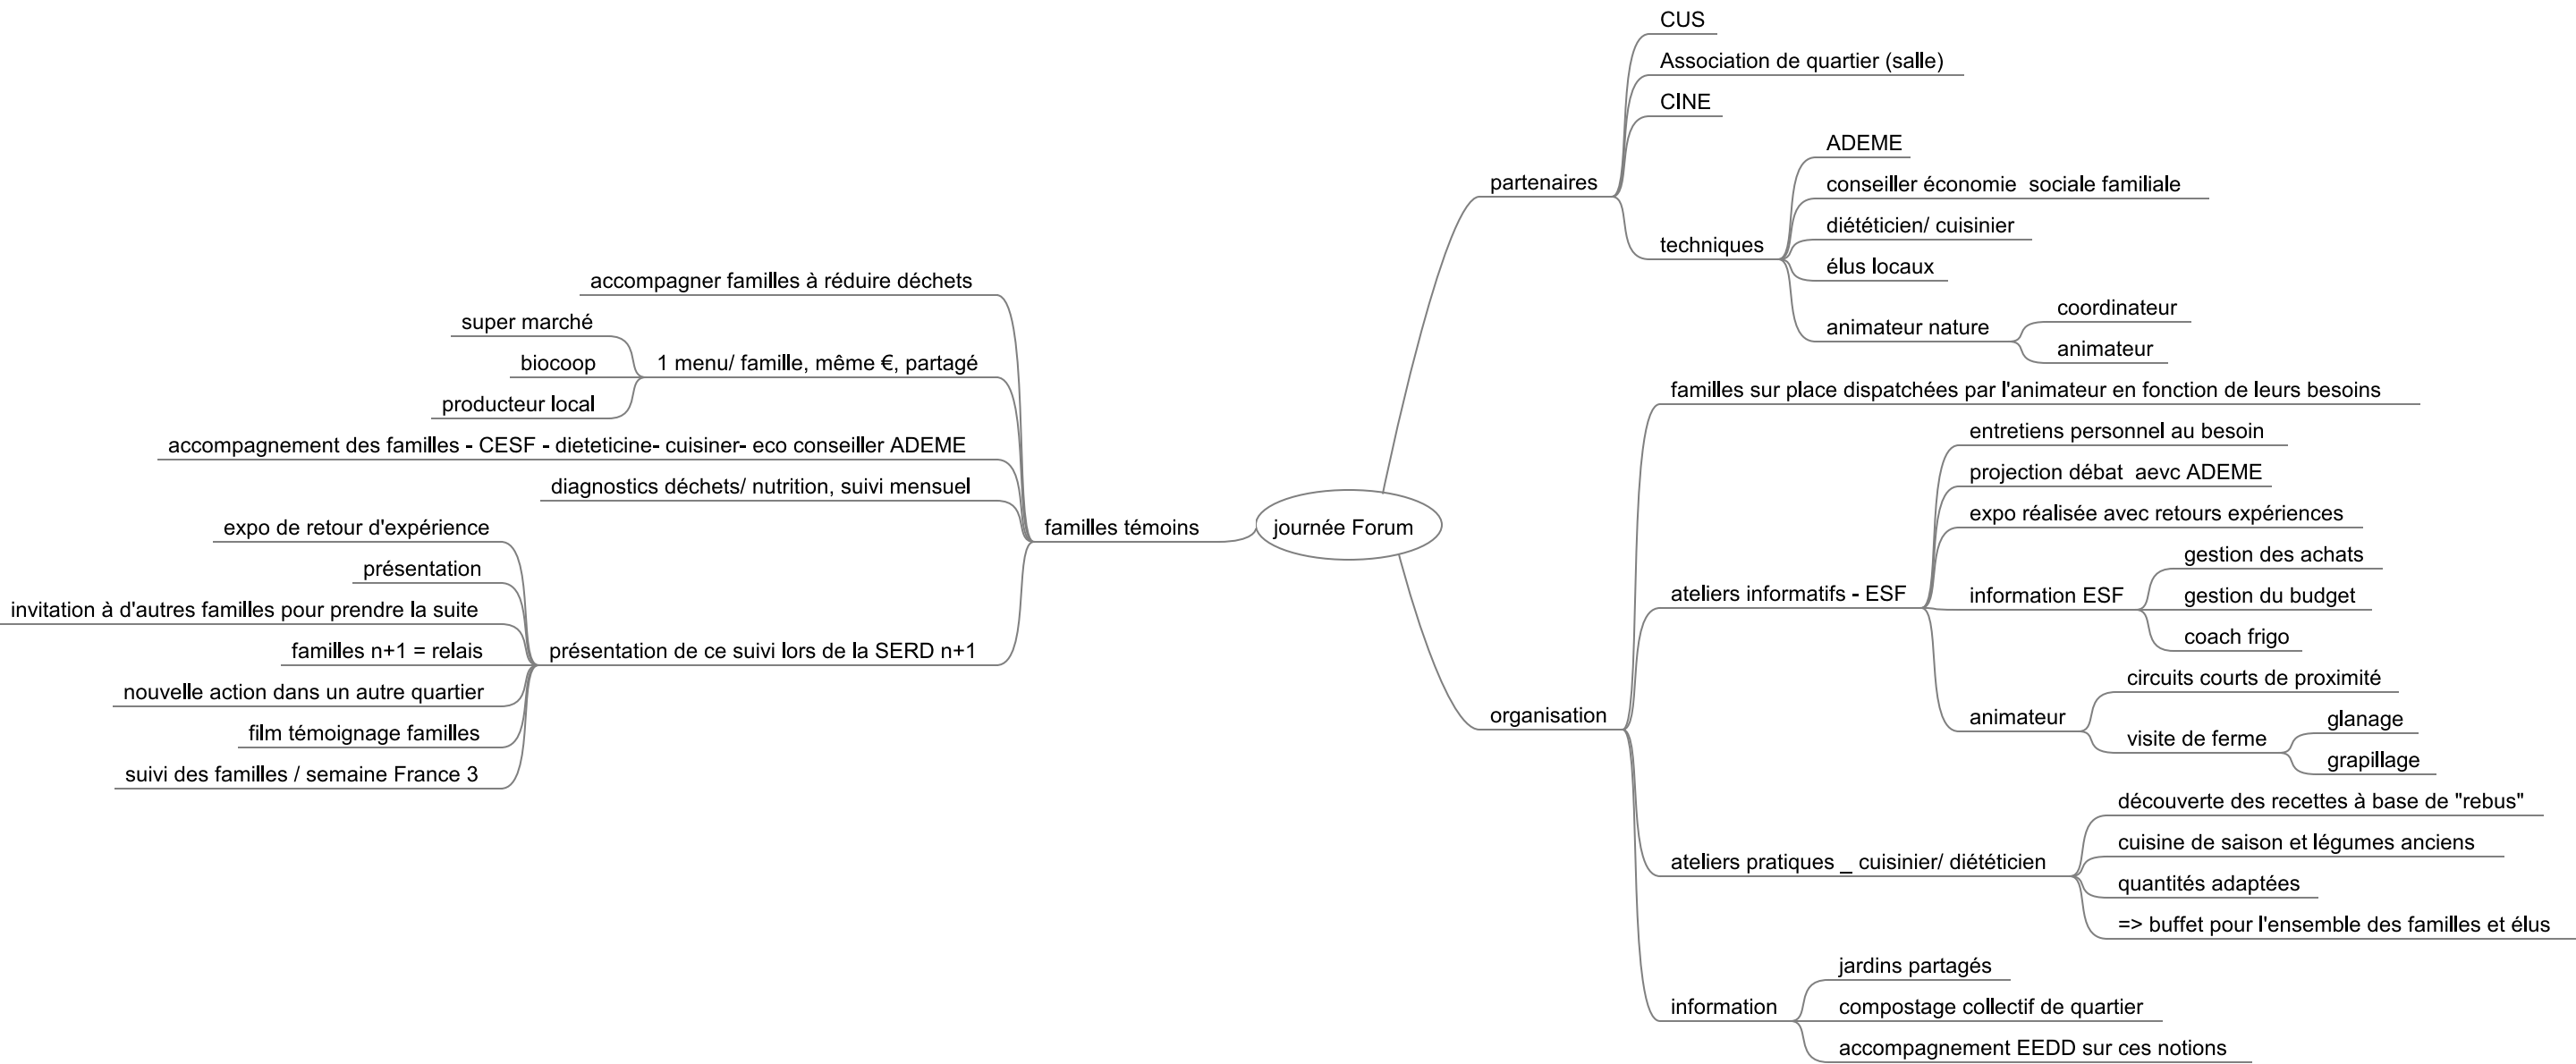 journée Forum
partenaires
CUS
Association de quartier (salle)
CINE
techniques
ADEME
conseiller économie  sociale familiale
diététicien/ cuisinier
élus locaux
animateur nature
coordinateur
animateur
organisation
familles sur place dispatchées par l'animateur en fonction de leurs besoins
ateliers informatifs - ESF
entretiens personnel au besoin
projection débat  aevc ADEME
expo réalisée avec retours expériences
information ESF
gestion des achats
gestion du budget
coach frigo
animateur
circuits courts de proximité
visite de ferme
glanage
grapillage
ateliers pratiques _ cuisinier/ diététicien
découverte des recettes à base de "rebus"
cuisine de saison et légumes anciens
quantités adaptées
=> buffet pour l'ensemble des familles et élus
information
jardins partagés
compostage collectif de quartier
accompagnement EEDD sur ces notions
familles témoins
accompagner familles à réduire déchets
1 menu/ famille, même €, partagé
super marché
biocoop
producteur local
accompagnement des familles - CESF - dieteticine- cuisiner- eco conseiller ADEME
diagnostics déchets/ nutrition, suivi mensuel
présentation de ce suivi lors de la SERD n+1
expo de retour d'expérience
présentation
invitation à d'autres familles pour prendre la suite
familles n+1 = relais
nouvelle action dans un autre quartier
film témoignage familles
suivi des familles / semaine France 3